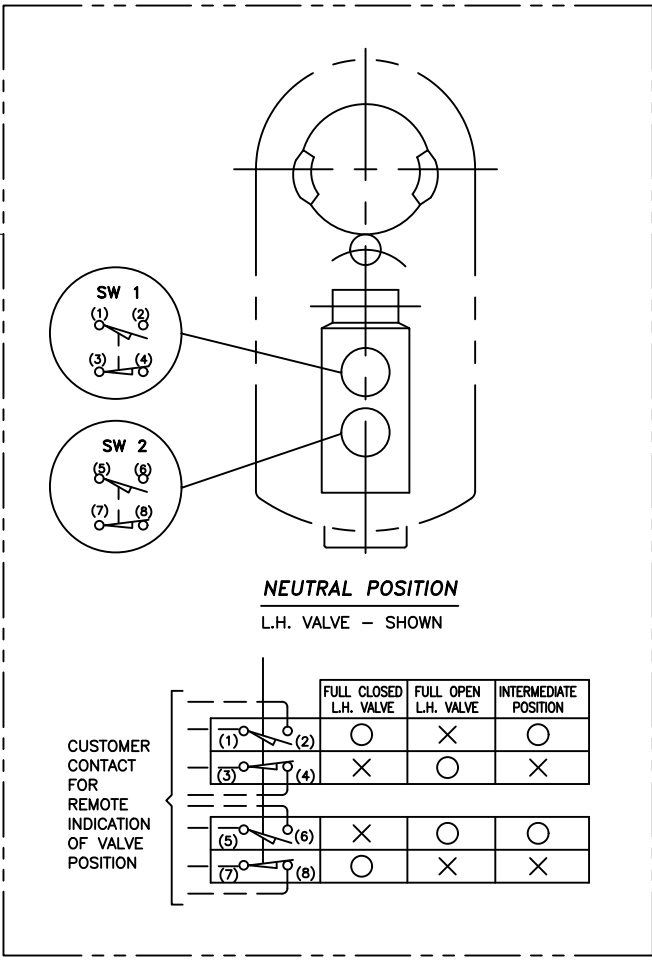 SW 1
(1) (2)
(3) (4)
SW 2
(5) (6)
(7) (8)
NEUTRAL POSITION
L.H. VALVE – SHOWN
FULL CLOSED L.H. VALVE
FULL OPEN L.H. VALVE
INTERMEDIATE POSITION
CUSTOMER
CONTACT
FOR
REMOTE
INDICATION
OF VALVE
POSITION
(1) (2) O X O
(3) (4) X O X
(5) (6) X O O
(7) (8) O X X